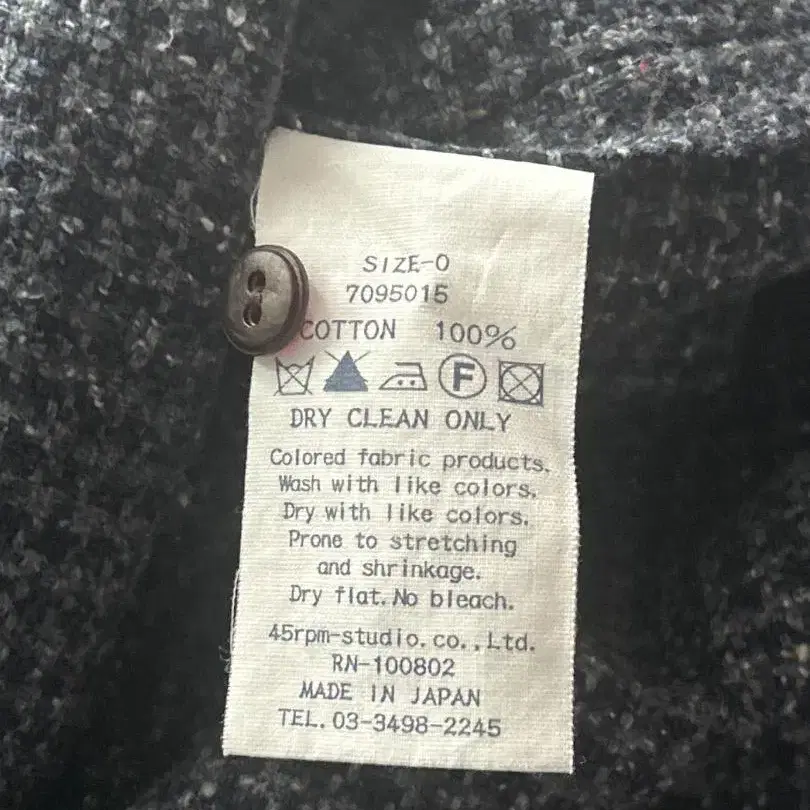 SIZE-0
7095015
COTTON 100%
F
DRY CLEAN ONLY
Colored fabric products.
Wash with like colors.
Dry with like colors.
Prone to stretching
and shrinkage.
Dry flat. No bleach.
45rpm-studio.co.,Ltd.
RN-100802
MADE IN JAPAN
TEL. 03-3498-2245